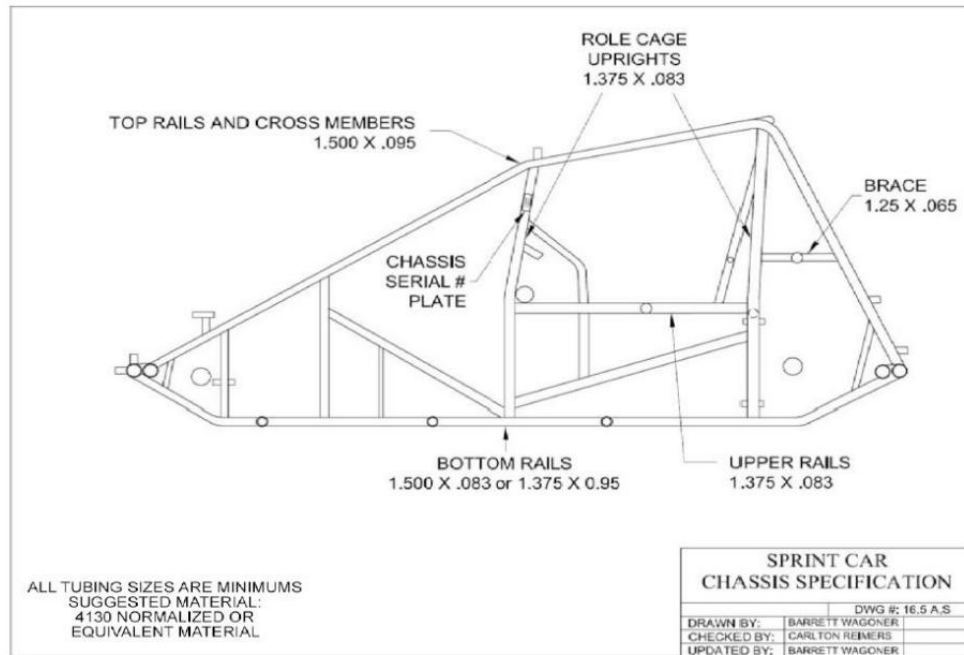 ROLE CAGE
UPRIGHTS
1.375 X .083
TOP RAILS AND CROSS MEMBERS
1.500 X .095
BRACE
1.25 X .065
CHASSIS
SERIAL #
PLATE
BOTTOM RAILS
1.500 X .083 or 1.375 X 0.95
UPPER RAILS
1.375 X .083
ALL TUBING SIZES ARE MINIMUMS
SUGGESTED MATERIAL:
4130 NORMALIZED OR
EQUIVALENT MATERIAL
SPRINT CAR
CHASSIS SPECIFICATION
DWG #: 16.5 A.S
DRAWN BY: BARRETT WAGONER
CHECKED BY: CARLTON REIMERS
UPDATED BY: BARRETT WAGONER